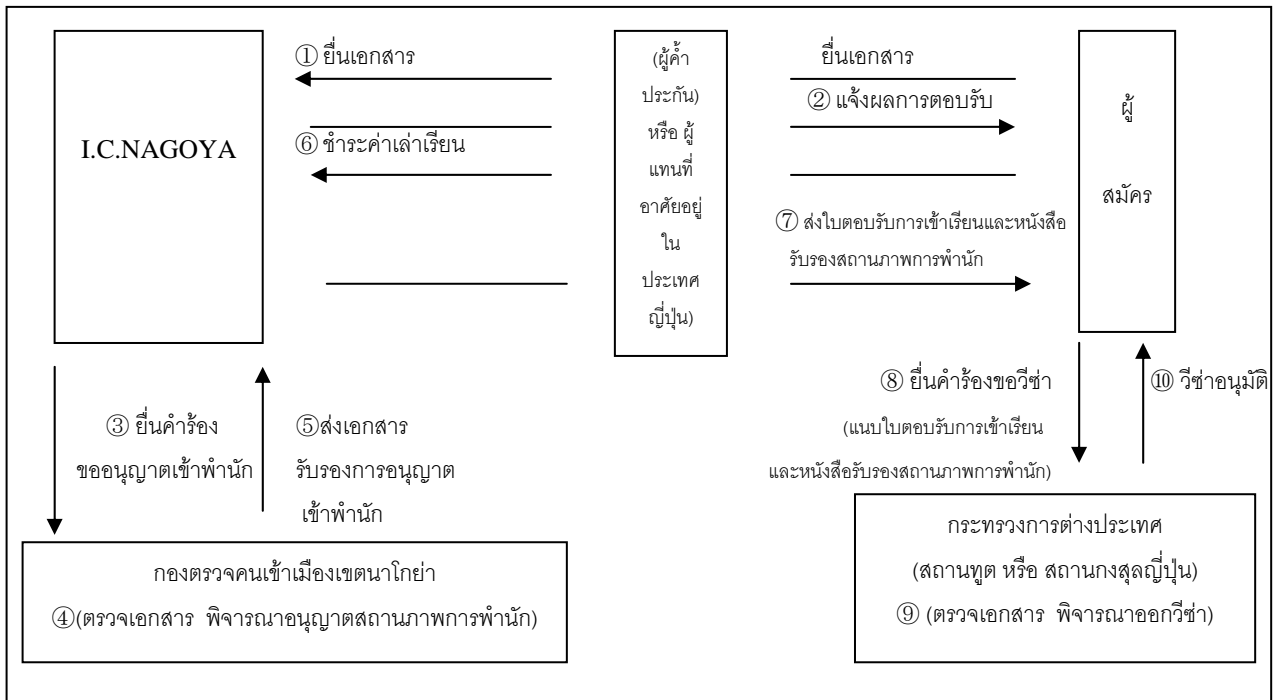 ① ยื่นเอกสาร
ยื่นเอกสาร
② แจ้งผลการตอบรับ
I.C.NAGOYA
⑥ ชำระค่าเล่าเรียน
(ผู้ค้ำ
ประกัน)
หรือ ผู้
แทนที่
อาศัยอยู่
ใน
ประเทศ
ญี่ปุ่น)
ผู้
สมัคร
⑦ ส่งใบตอบรับการเข้าเรียนและหนังสือ
รับรองสถานภาพการพำนัก
③ ยื่นคำร้อง
ขออนุญาตเข้าพำนัก
⑤ส่งเอกสาร
รับรองการอนุญาต
เข้าพำนัก
⑧ ยื่นคำร้องขอวีซ่า
(แนบใบตอบรับการเข้าเรียน
และหนังสือรับรองสถานภาพการพำนัก)
⑩ วีซ่าอนุมัติ
กองตรวจคนเข้าเมืองเขตนาโกย่า
④(ตรวจเอกสาร พิจารณาอนุญาตสถานภาพการพำนัก)
กระทรวงการต่างประเทศ
(สถานทูต หรือ สถานกงสุลญี่ปุ่น)
⑨ (ตรวจเอกสาร พิจารณาออกวีซ่า)